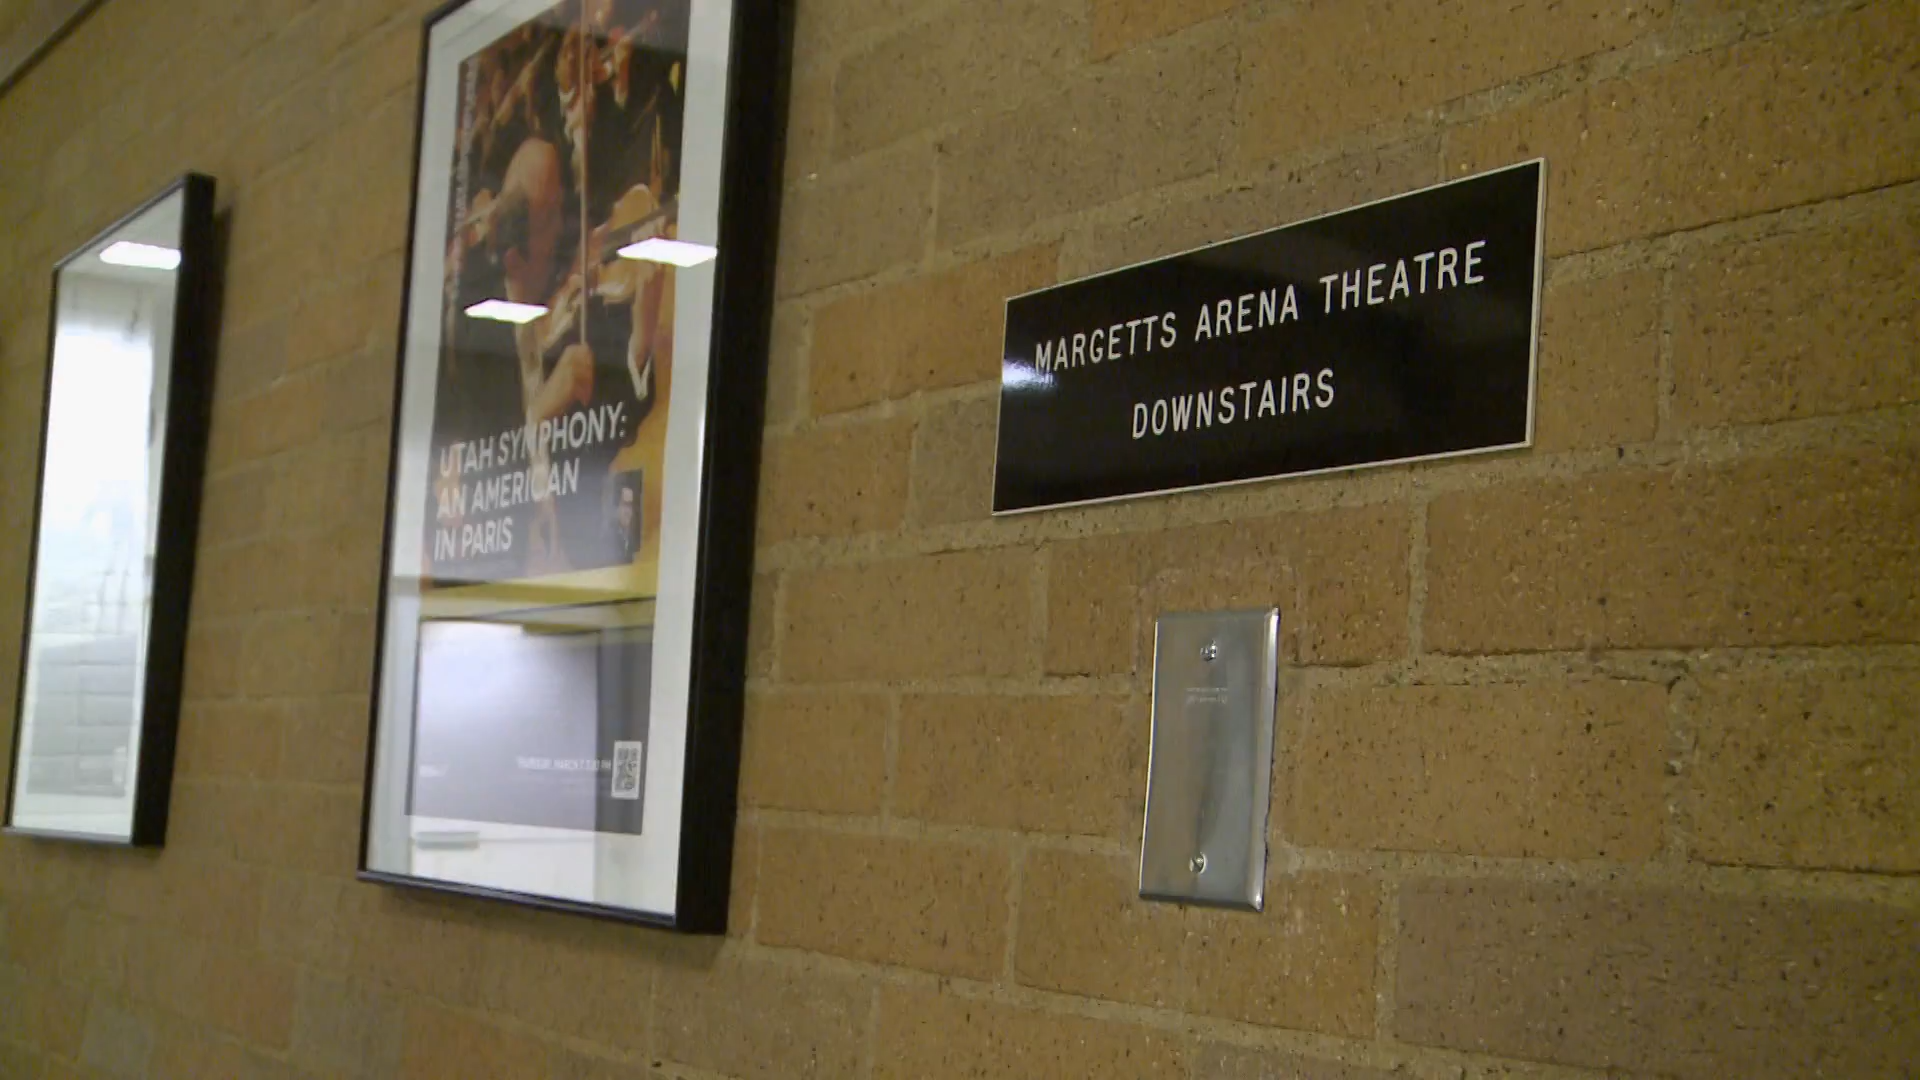 UTAH SYMPHONY:
AN AMERICAN
IN PARIS
MARGETTS ARENA THEATRE
DOWNSTAIRS